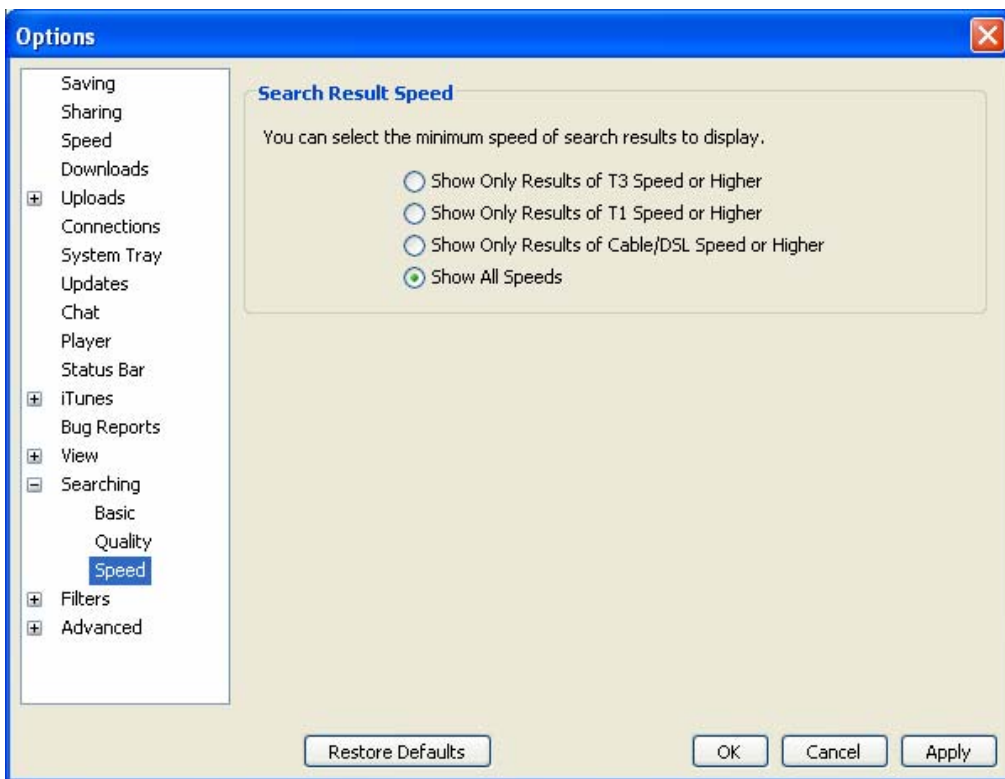 Options
Saving
Sharing
Speed
Downloads
Uploads
Connections
System Tray
Updates
Chat
Player
Status Bar
iTunes
Bug Reports
View
Searching
Basic
Quality
Speed
Filters
Advanced
Search Result Speed
You can select the minimum speed of search results to display.
Show Only Results of T3 Speed or Higher
Show Only Results of T1 Speed or Higher
Show Only Results of Cable/DSL Speed or Higher
Show All Speeds
Restore Defaults
OK
Cancel
Apply